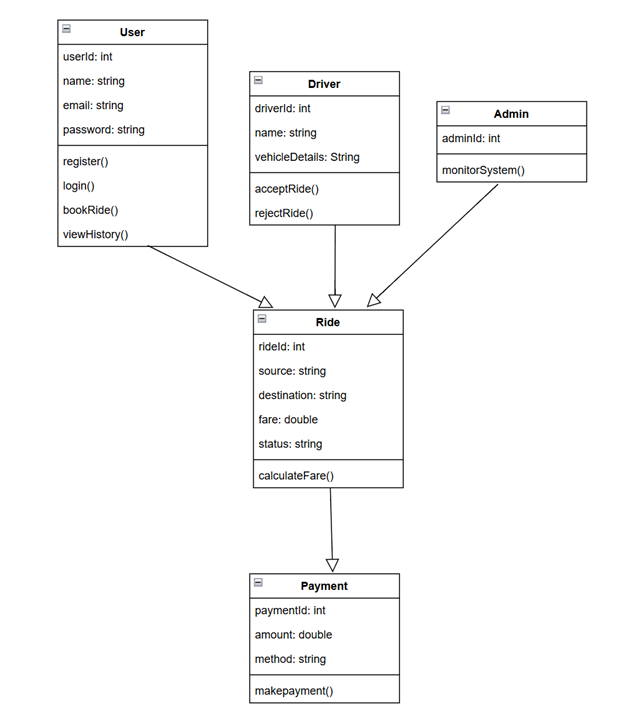 User
userId: int
name: string
email: string
password: string
register()
login()
bookRide()
viewHistory()
Driver
driverId: int
name: string
vehicleDetails: String
acceptRide()
rejectRide()
Admin
adminId: int
monitorSystem()
Ride
rideId: int
source: string
destination: string
fare: double
status: string
calculateFare()
Payment
paymentId: int
amount: double
method: string
makepayment()